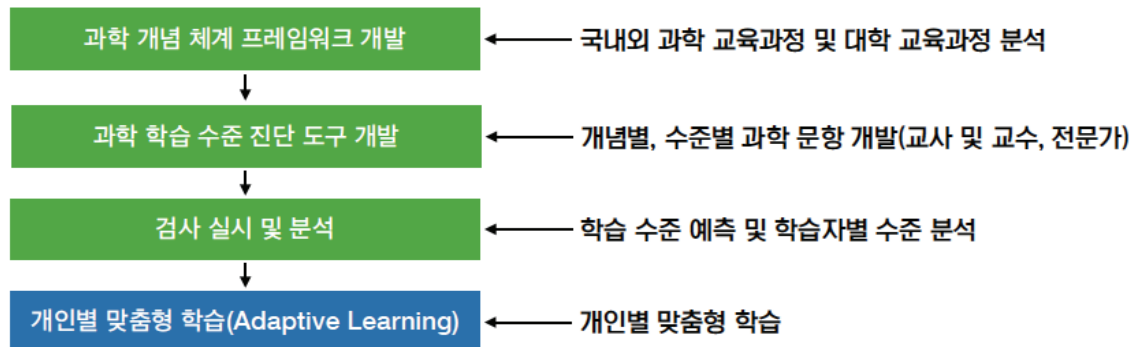 과학 개념 체계 프레임워크 개발
국내외 과학 교육과정 및 대학 교육과정 분석
과학 학습 수준 진단 도구 개발
개념별, 수준별 과학 문항 개발(교사 및 교수, 전문가)
검사 실시 및 분석
학습 수준 예측 및 학습자별 수준 분석
개인별 맞춤형 학습(Adaptive Learning)
개인별 맞춤형 학습